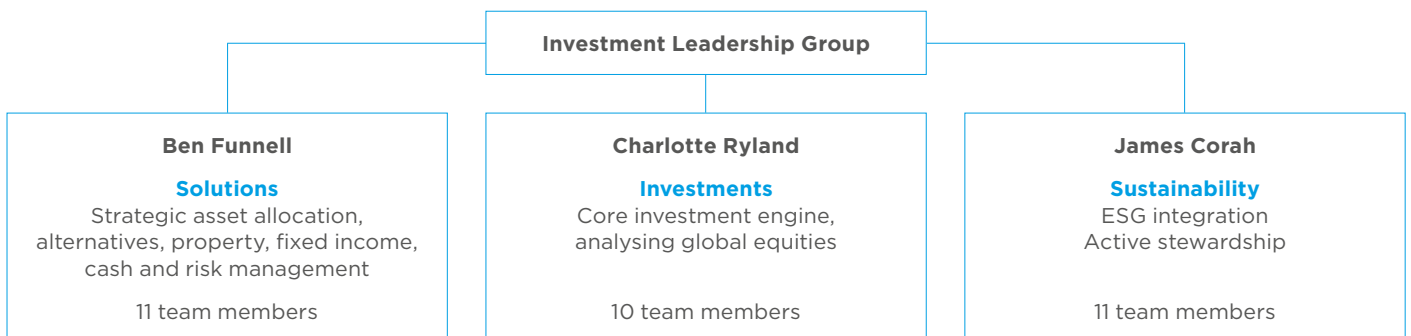 Investment Leadership Group
Ben Funnell
Solutions
Strategic asset allocation,
alternatives, property, fixed income,
cash and risk management
11 team members
Charlotte Ryland
Investments
Core investment engine,
analysing global equities
10 team members
James Corah
Sustainability
ESG integration
Active stewardship
11 team members